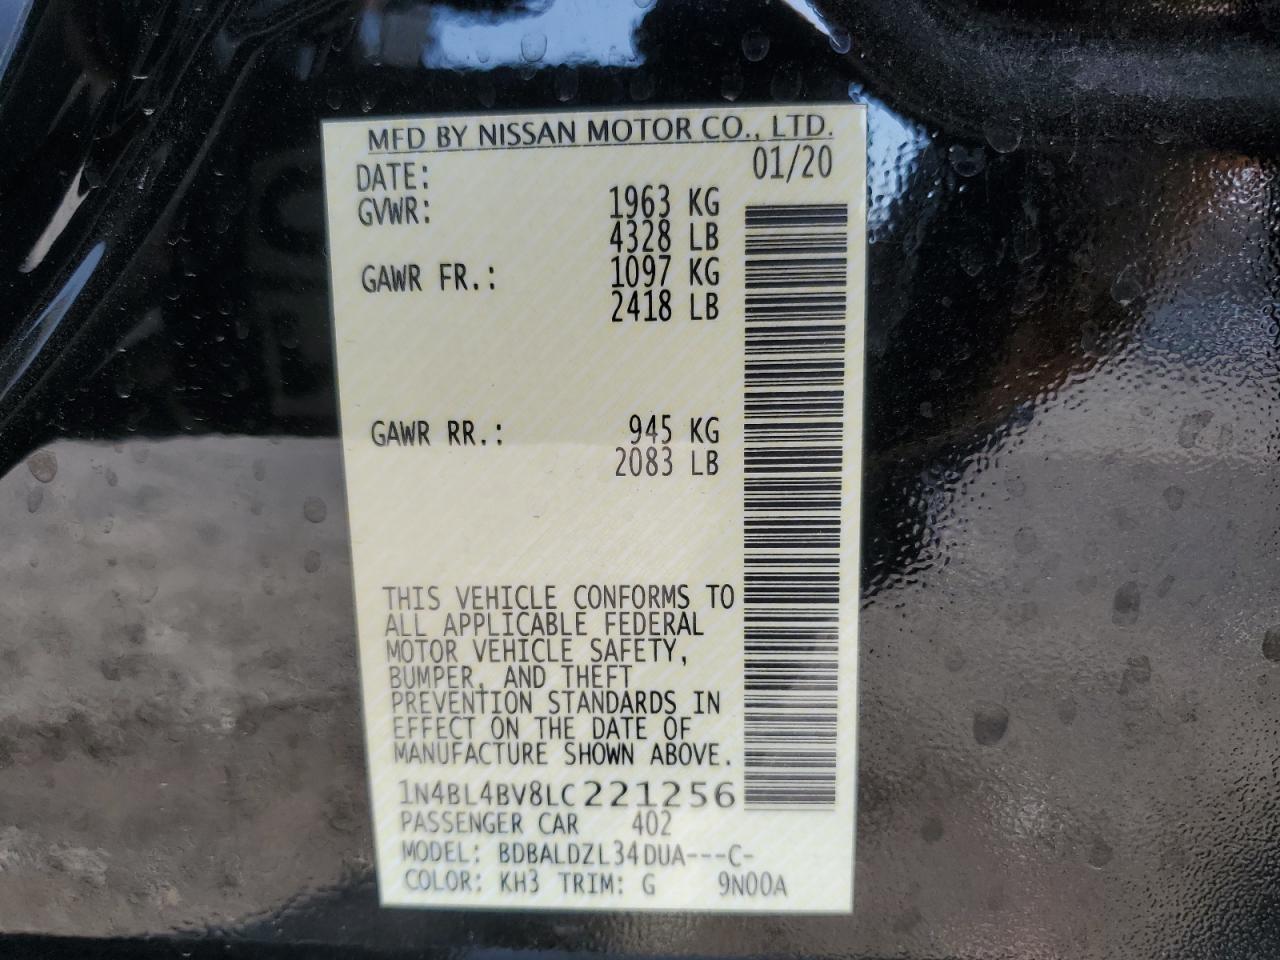 MFD BY NISSAN MOTOR CO., LTD.
DATE: 01/20
GVWR: 1963 KG
4328 LB
GAWR FR.: 1097 KG
2418 LB
GAWR RR.: 945 KG
2083 LB
THIS VEHICLE CONFORMS TO
ALL APPLICABLE FEDERAL
MOTOR VEHICLE SAFETY,
BUMPER, AND THEFT
PREVENTION STANDARDS IN
EFFECT ON THE DATE OF
MANUFACTURE SHOWN ABOVE.
1N4BL4BV8LC221256
PASSENGER CAR 402
MODEL: BDBALDZL34DUA---C-
COLOR: KH3 TRIM: G 9N00A